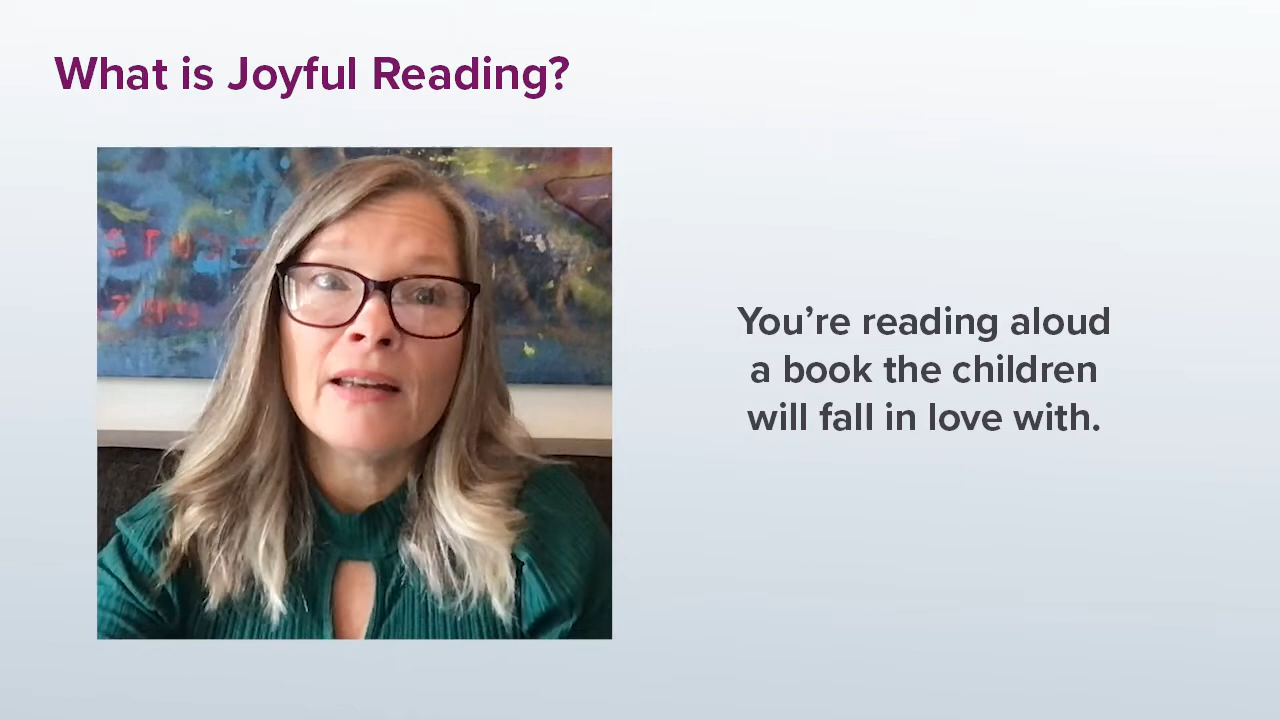 What is Joyful Reading?
You're reading aloud
a book the children
will fall in love with.